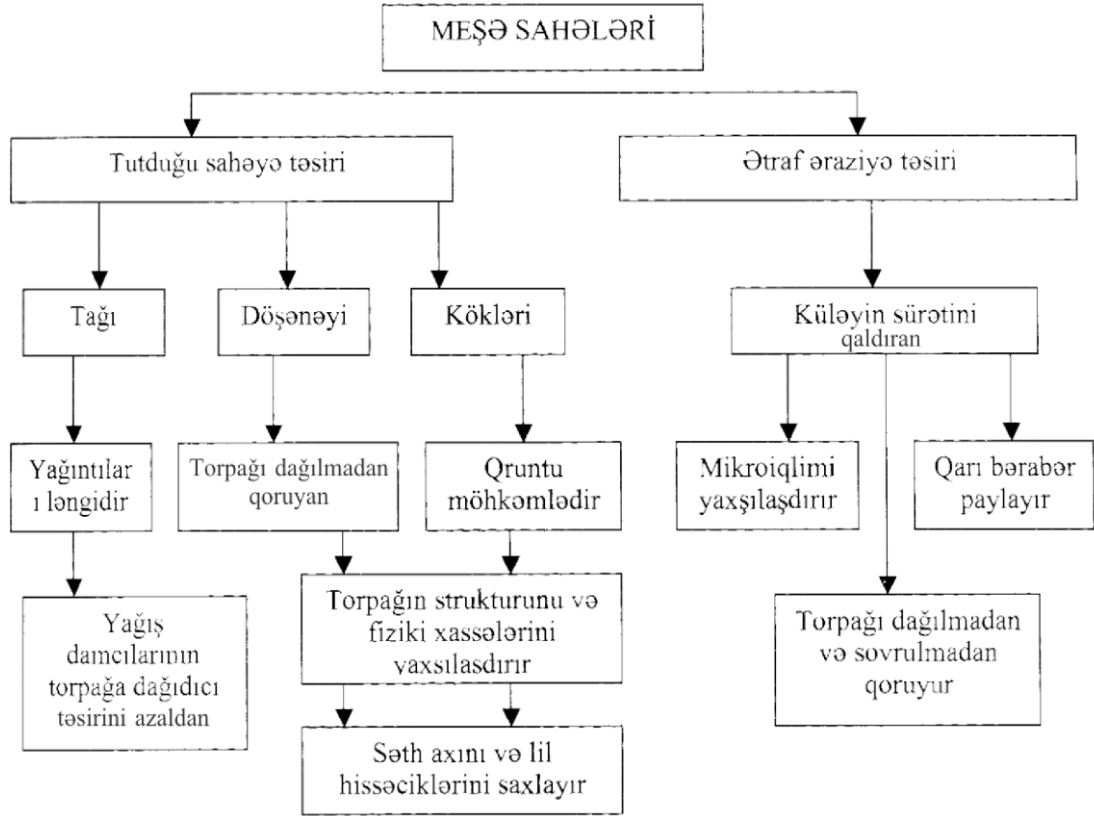 MEŞƏ SAHƏLƏRİ
Tutduğu sahəyə təsiri
Ətraf əraziyə təsiri
Tağı
Döşənəyi
Kökləri
Küləyin sürətini
qaldıran
Yağıntılar
ı ləngidir
Torpağı dağılmadan
qoruyan
Qruntu
möhkəmlədir
Mikroiqlimi
yaxşılaşdırır
Qarı bərabər
paylayır
Yağış
damcılarının
torpağa dağıdıcı
təsirini azaldan
Torpağın strukturunu və
fiziki xassələrini
yaxsılasdırır
Torpağı dağılmadan
və sovrulmadan
qoruyur
Səth axını və lil
hissəciklərini saxlayır